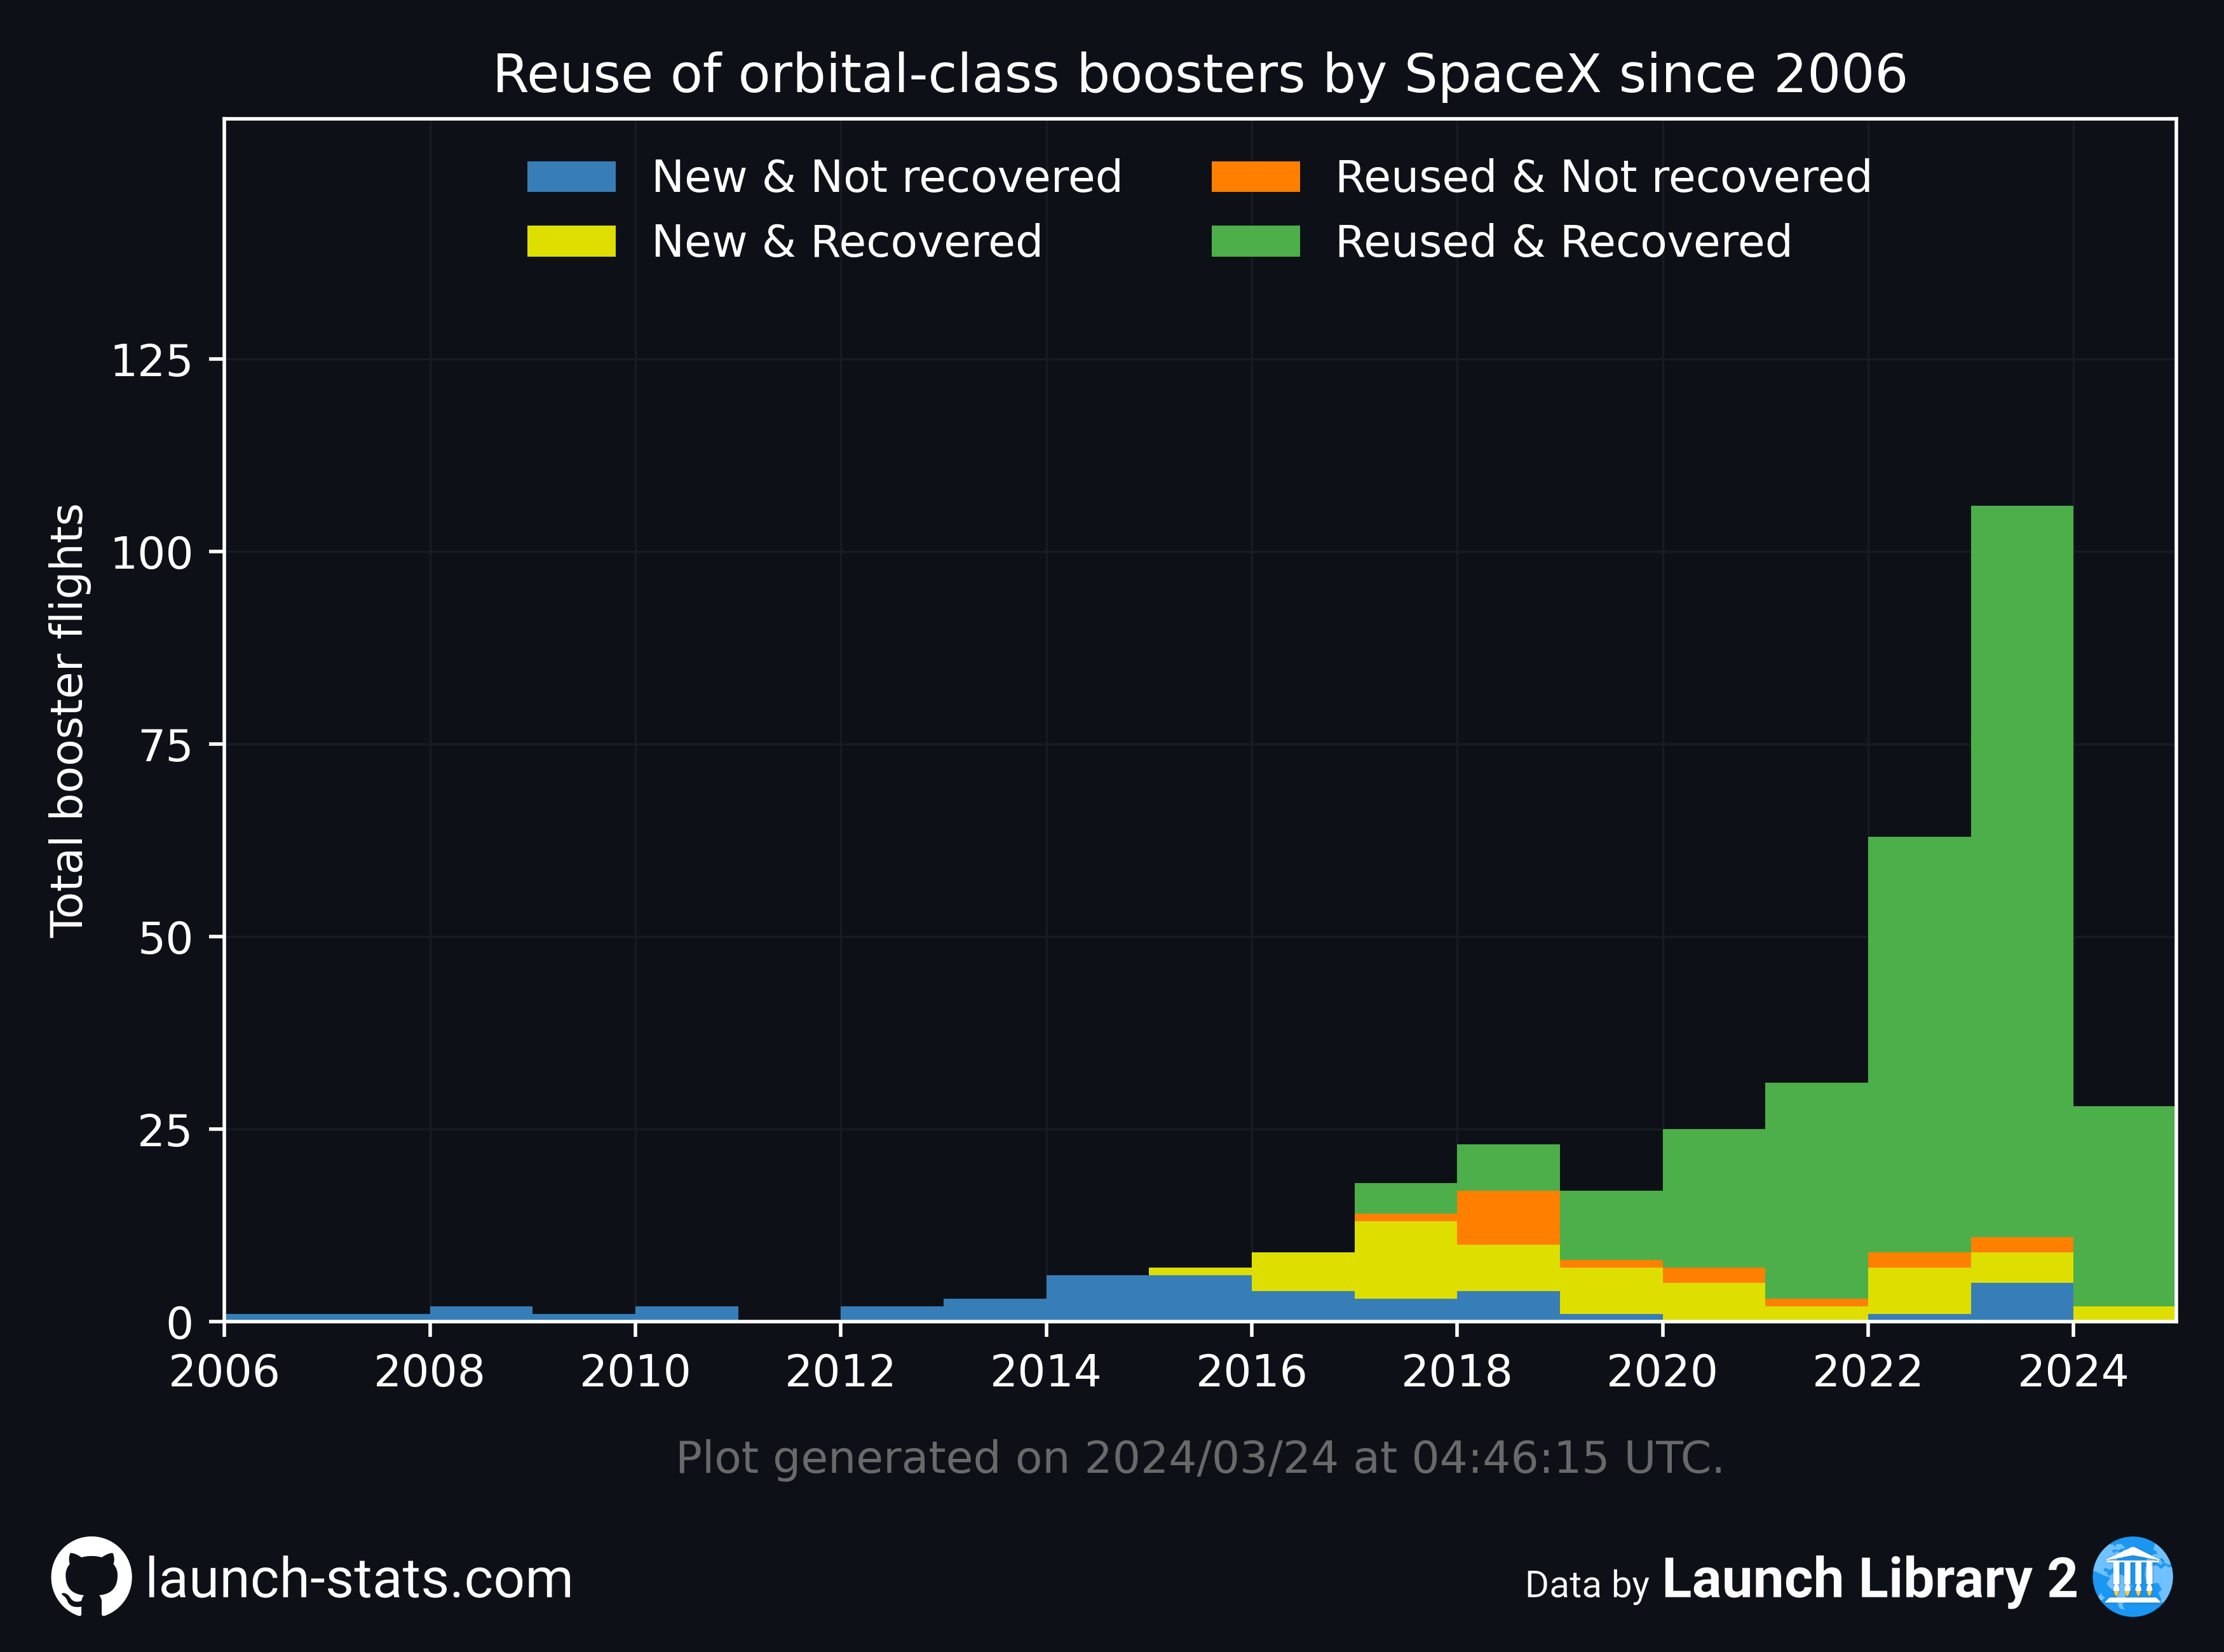 Reuse of orbital-class boosters by SpaceX since 2006
New & Not recovered
New & Recovered
Reused & Not recovered
Reused & Recovered
Total booster flights
125
100
75
50
25
0
2006 2008 2010 2012 2014 2016 2018 2020 2022 2024
Plot generated on 2024/03/24 at 04:46:15 UTC.
launch-stats.com
Data by Launch Library 2